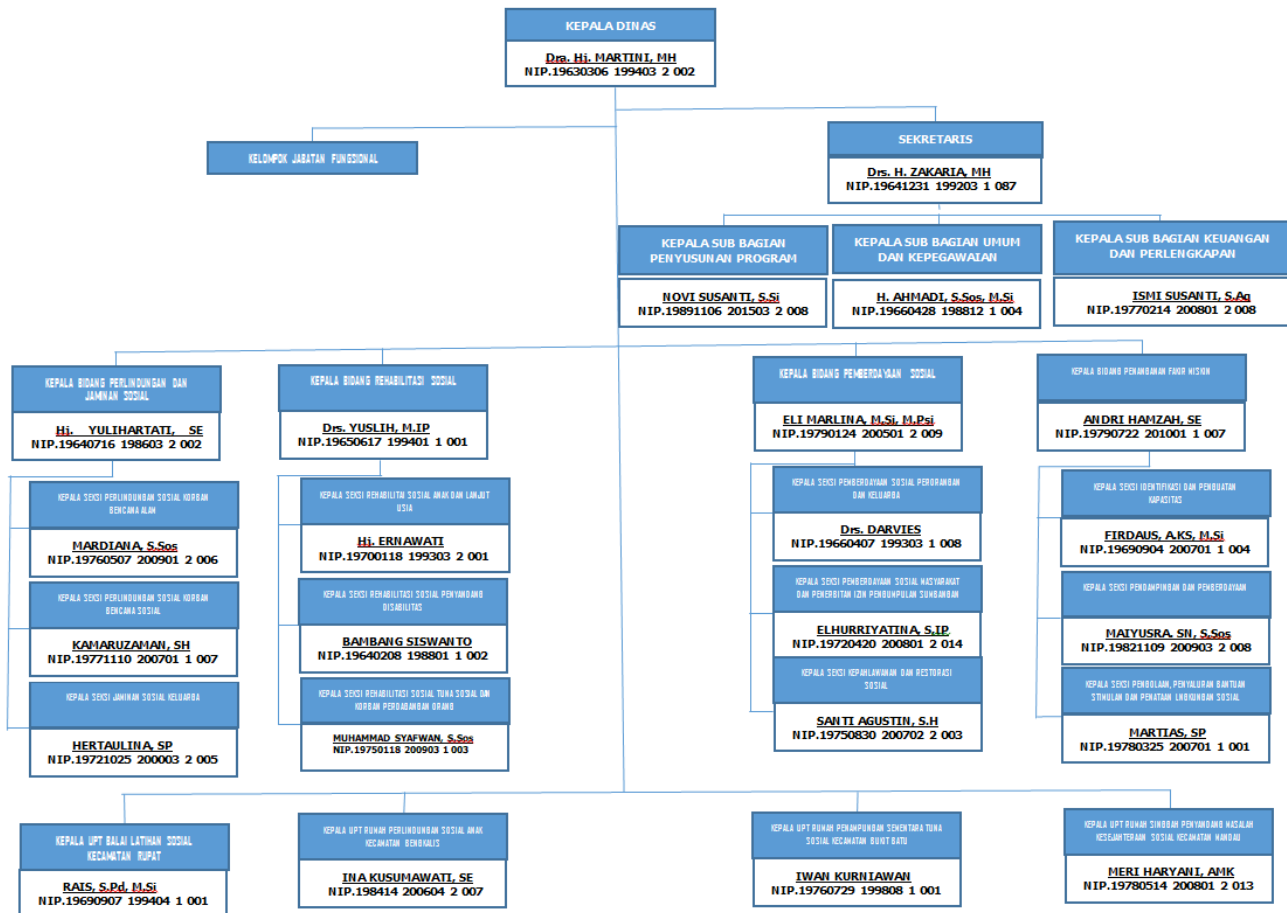 KEPALA DINAS
Dra. Hj. MARTINI, MH
NIP.19630306 199403 2 002
KELOMPOK JABATAN FUNGSIONAL
SEKRETARIS
Drs. H. ZAKARIA, MH
NIP.19641231 199203 1 087
KEPALA SUB BAGIAN
PENYUSUNAN PROGRAM
NOVI SUSANTI, S.Si
NIP.19891106 201503 2 008
KEPALA SUB BAGIAN UMUM
DAN KEPEGAWAIAN
H. AHMADI, S.Sos, M.Si
NIP.19660428 198812 1 004
KEPALA SUB BAGIAN KEUANGAN
DAN PERLENGKAPAN
ISMI SUSANTI, S.Ag
NIP.19770214 200801 2 008
KEPALA BIDANG PERLINDUNGAN DAN
JAMINAN SOSIAL
Hj. YULIHARTATI, SE
NIP.19640716 198603 2 002
KEPALA SEKSI PERLINDUNGAN SOSIAL KORBAN
BENCANA ALAM
MARDIANA, S.Sos
NIP.19760507 200901 2 006
KEPALA SEKSI PERLINDUNGAN SOSIAL KORBAN
BENCANA SOSIAL
KAMARUZAMAN, SH
NIP.19771110 200701 1 007
KEPALA SEKSI JAMINAN SOSIAL KELUARGA
HERTAULINA, SP
NIP.19721025 200003 2 005
KEPALA BIDANG REHABILITASI SOSIAL
Drs. YUSLIH, M.IP
NIP.19650617 199401 1 001
KEPALA SEKSI REHABILITAI SOSIAL ANAK DAN LANJUT
USIA
Hj. ERNAWATI
NIP.19700118 199303 2 001
KEPALA SEKSI REHABILITASI SOSIAL PENYANDANG
DISABILITAS
BAMBANG SISWANTO
NIP.19640208 198801 1 002
KEPALA SEKSI REHABILITASI SOSIAL TUNA SOSIAL DAN
KORBAN PERDAGANGAN ORANG
MUHAMMAD SYAFWAN, S.Sos
NIP.19750118 200903 1 003
KEPALA BIDANG PEMBERDAYAAN SOSIAL
ELI MARLINA, M.Si, M.Psi
NIP.19790124 200501 2 009
KEPALA SEKSI PEMBERDAYAAN SOSIAL PERORANGAN
DAN KELUARGA
Drs. DARVIES
NIP.19660407 199303 1 008
KEPALA SEKSI PEMBERDAYAAN SOSIAL MASYARAKAT
DAN PENERBITAN IZIN PENGUMPULAN SUMBANGAN
ELHURRIYATINA, S.IP
NIP.19720420 200801 2 014
KEPALA SEKSI KEPAHLAWANAN DAN RESTORASI
SOSIAL
SANTI AGUSTIN, S.H
NIP.19750830 200702 2 003
KEPALA BIDANG PENANGANAN FAKIR MISKIN
ANDRI HAMZAH, SE
NIP.19790722 201001 1 007
KEPALA SEKSI IDENTIFIKASI DAN PENGUATAN
KAPASITAS
FIRDAUS, A.KS, M.Si
NIP.19690904 200701 1 004
KEPALA SEKSI PENDAMPINGAN DAN PEMBERDAYAAN
MAIYUSRA. SN, S.Sos
NIP.19821109 200903 2 008
KEPALA SEKSI PENGOLAAN, PENYALURAN BANTUAN
STIMULAN DAN PENATAAN LNGKUNGAN SOSIAL
MARTIAS, SP
NIP.19780325 200701 1 001
KEPALA UPT BALAI LATIHAN SOSIAL
KECAMATAN RUPAT
RAIS, S.Pd, M.Si
NIP.19690907 199404 1 001
KEPALA UPT RUMAH PERLINDUNGAN SOSIAL ANAK
KECAMATAN BENGKALIS
INA KUSUMAWATI, SE
NIP.198414 200604 2 007
KEPALA UPT RUMAH PENAMPUNGAN SEMENTARA TUNA
SOSIAL KECAMATAN BUKIT BATU
IWAN KURNIAWAN
NIP.19760729 199808 1 001
KEPALA UPT RUMAH SINGGAH PENYANDANG MASALAH
KESEJAHTERAAN SOSIAL KECAMATAN MANDAU
MERI HARYANI, AMK
NIP.19780514 200801 2 013